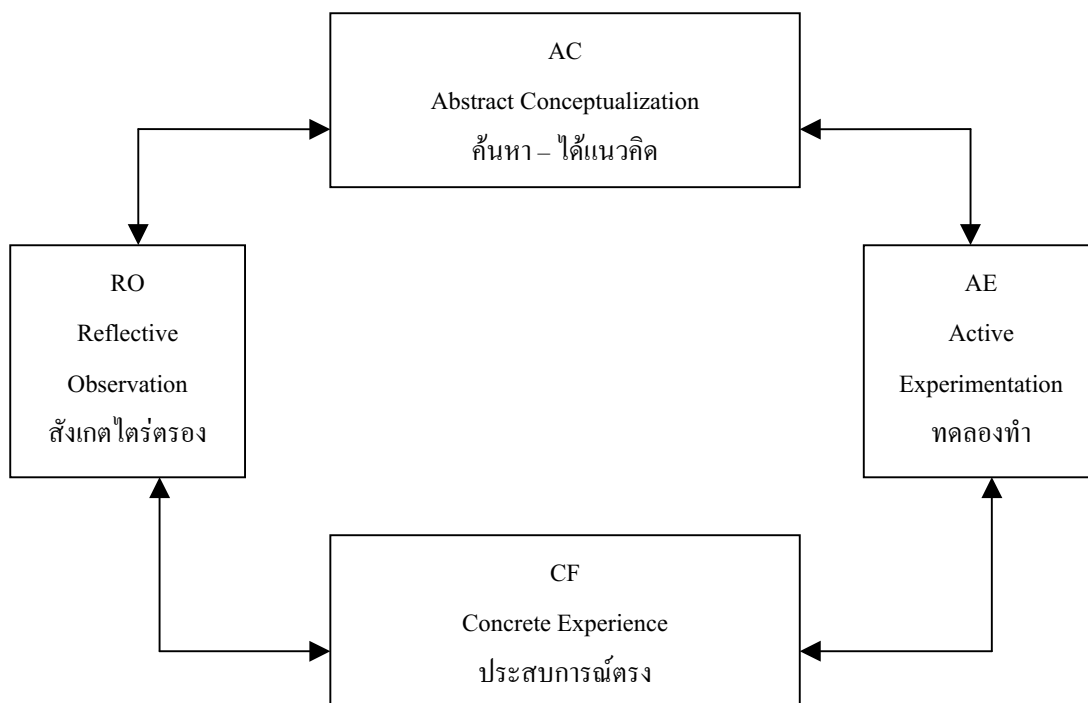 AC
Abstract Conceptualization
ค้นหา – ได้แนวคิด
RO
Reflective
Observation
สังเกตไตร่ตรอง
AE
Active
Experimentation
ทดลองทำ
CF
Concrete Experience
ประสบการณ์ตรง